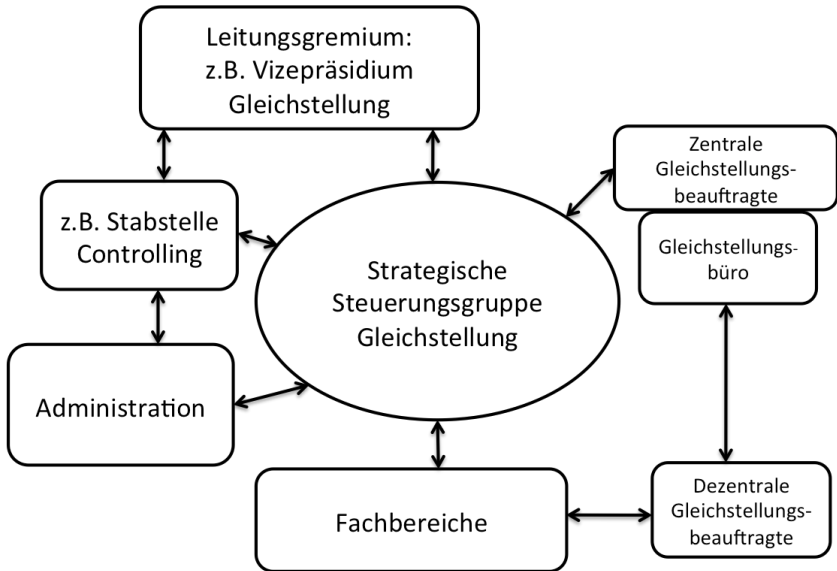 Leitungsgremium:
z.B. Vizepräsidium
Gleichstellung
Zentrale
Gleichstellungs-
beauftragte
z.B. Stabstelle
Controlling
Gleichstellungs-
büro
Strategische
Steuerungsgruppe
Gleichstellung
Administration
Fachbereiche
Dezentrale
Gleichstellungs-
beauftragte